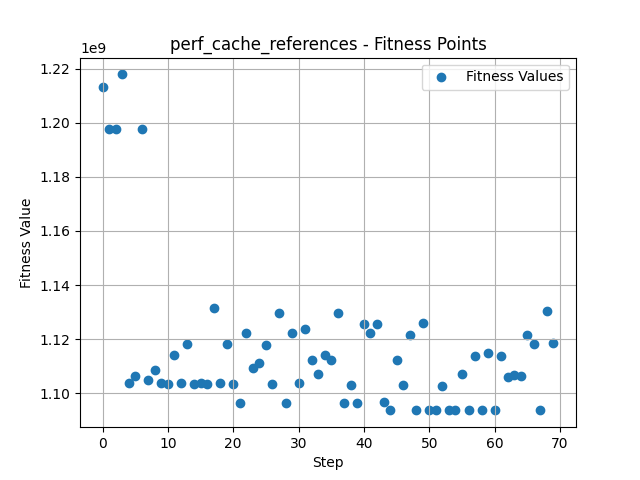 perf_cache_references - Fitness Points
1e9
Fitness Values
1.22
1.20
1.18
1.16
1.14
1.12
1.10
Fitness Value
0 10 20 30 40 50 60 70
Step